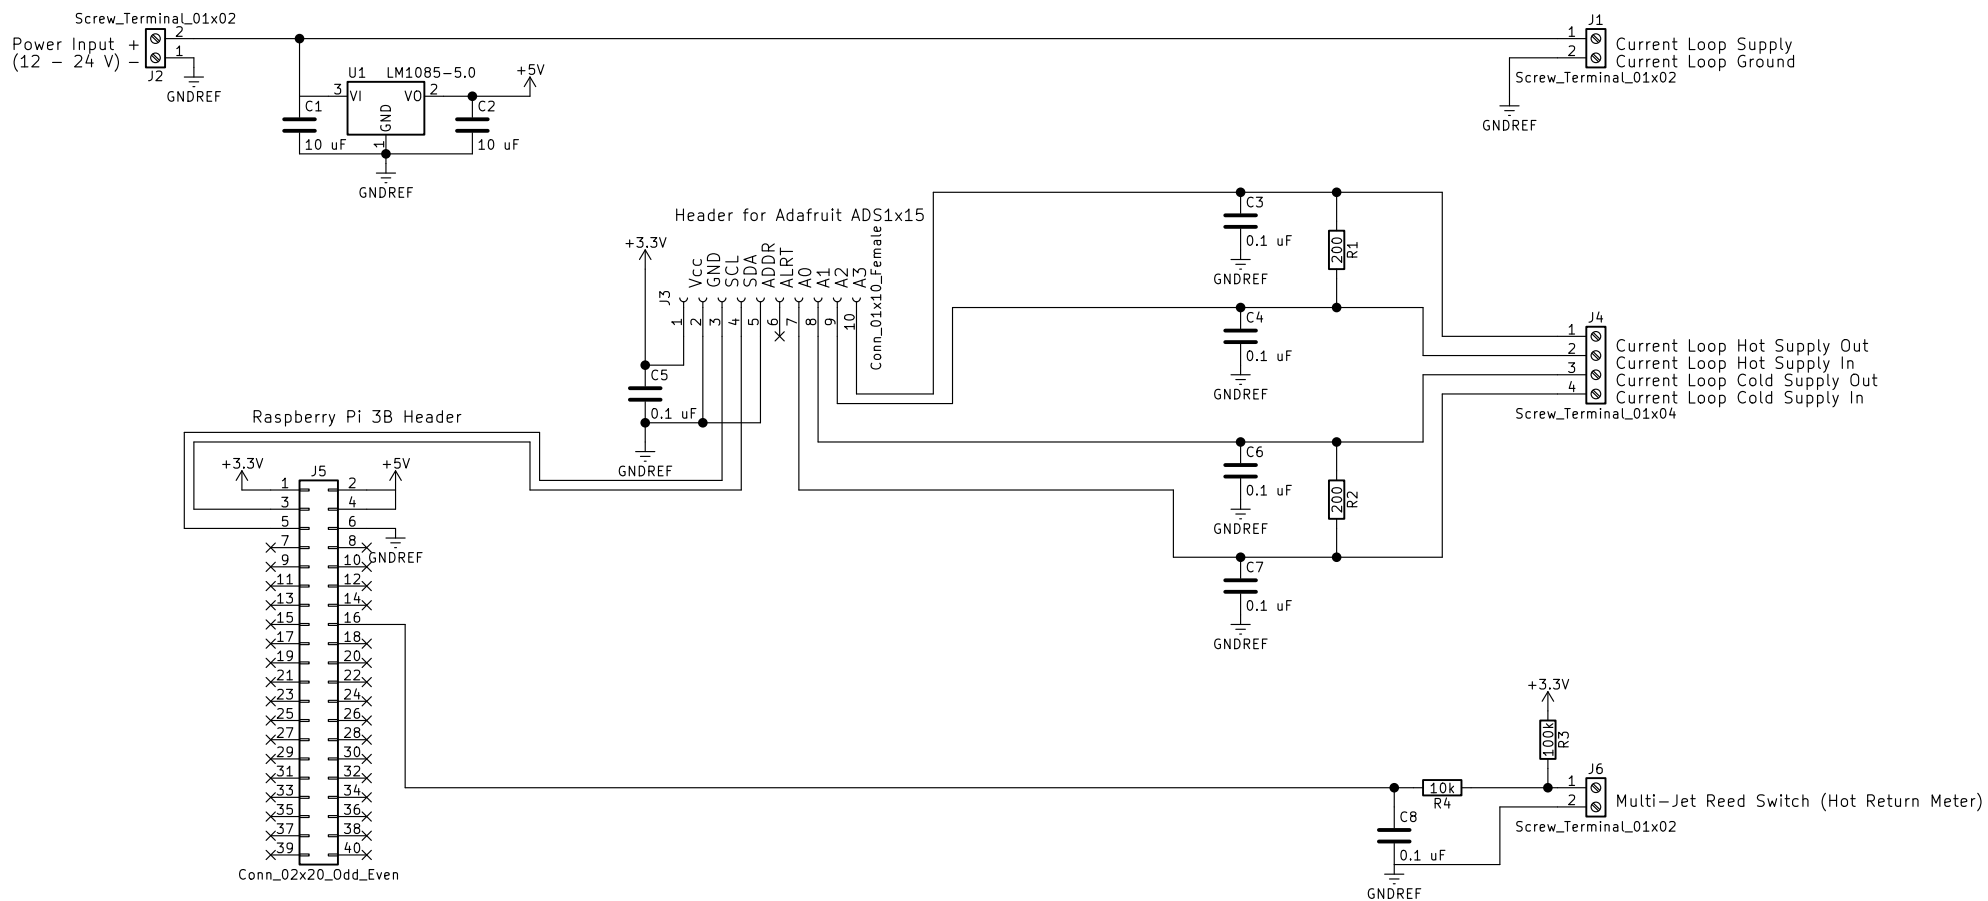 Screw_Terminal_01x02
Power Input +
(12 - 24 V) -
2
1
J2
GNDREF
U1
LM1085-5.0
+5V
3
VI
VO
2
GND
1
C1
10 uF
C2
10 uF
GNDREF
J1
1
2
Current Loop Supply
Current Loop Ground
Screw_Terminal_01x02
GNDREF
Header for Adafruit ADS1x15
+3.3V
J3
Vcc
GND
SCL
SDA
ADDR
ALRT
A0
A1
A2
A3
Conn_01x10_Female
1
2
3
4
5
6
7
8
9
10
C5
0.1 uF
GNDREF
C3
0.1 uF
GNDREF
200
R1
C4
0.1 uF
GNDREF
J4
1
2
3
4
Current Loop Hot Supply Out
Current Loop Hot Supply In
Current Loop Cold Supply Out
Current Loop Cold Supply In
Screw_Terminal_01x04
C6
0.1 uF
GNDREF
200
R2
C7
0.1 uF
GNDREF
Raspberry Pi 3B Header
+3.3V
J5
+5V
1 2
3 4
5 6
GNDREF
7 8
9 10
11 12
13 14
15 16
17 18
19 20
21 22
23 24
25 26
27 28
29 30
31 32
33 34
35 36
37 38
39 40
Conn_02x20_Odd_Even
+3.3V
100k
R3
10k
R4
J6
1
2
Multi-Jet Reed Switch (Hot Return Meter)
Screw_Terminal_01x02
C8
0.1 uF
GNDREF